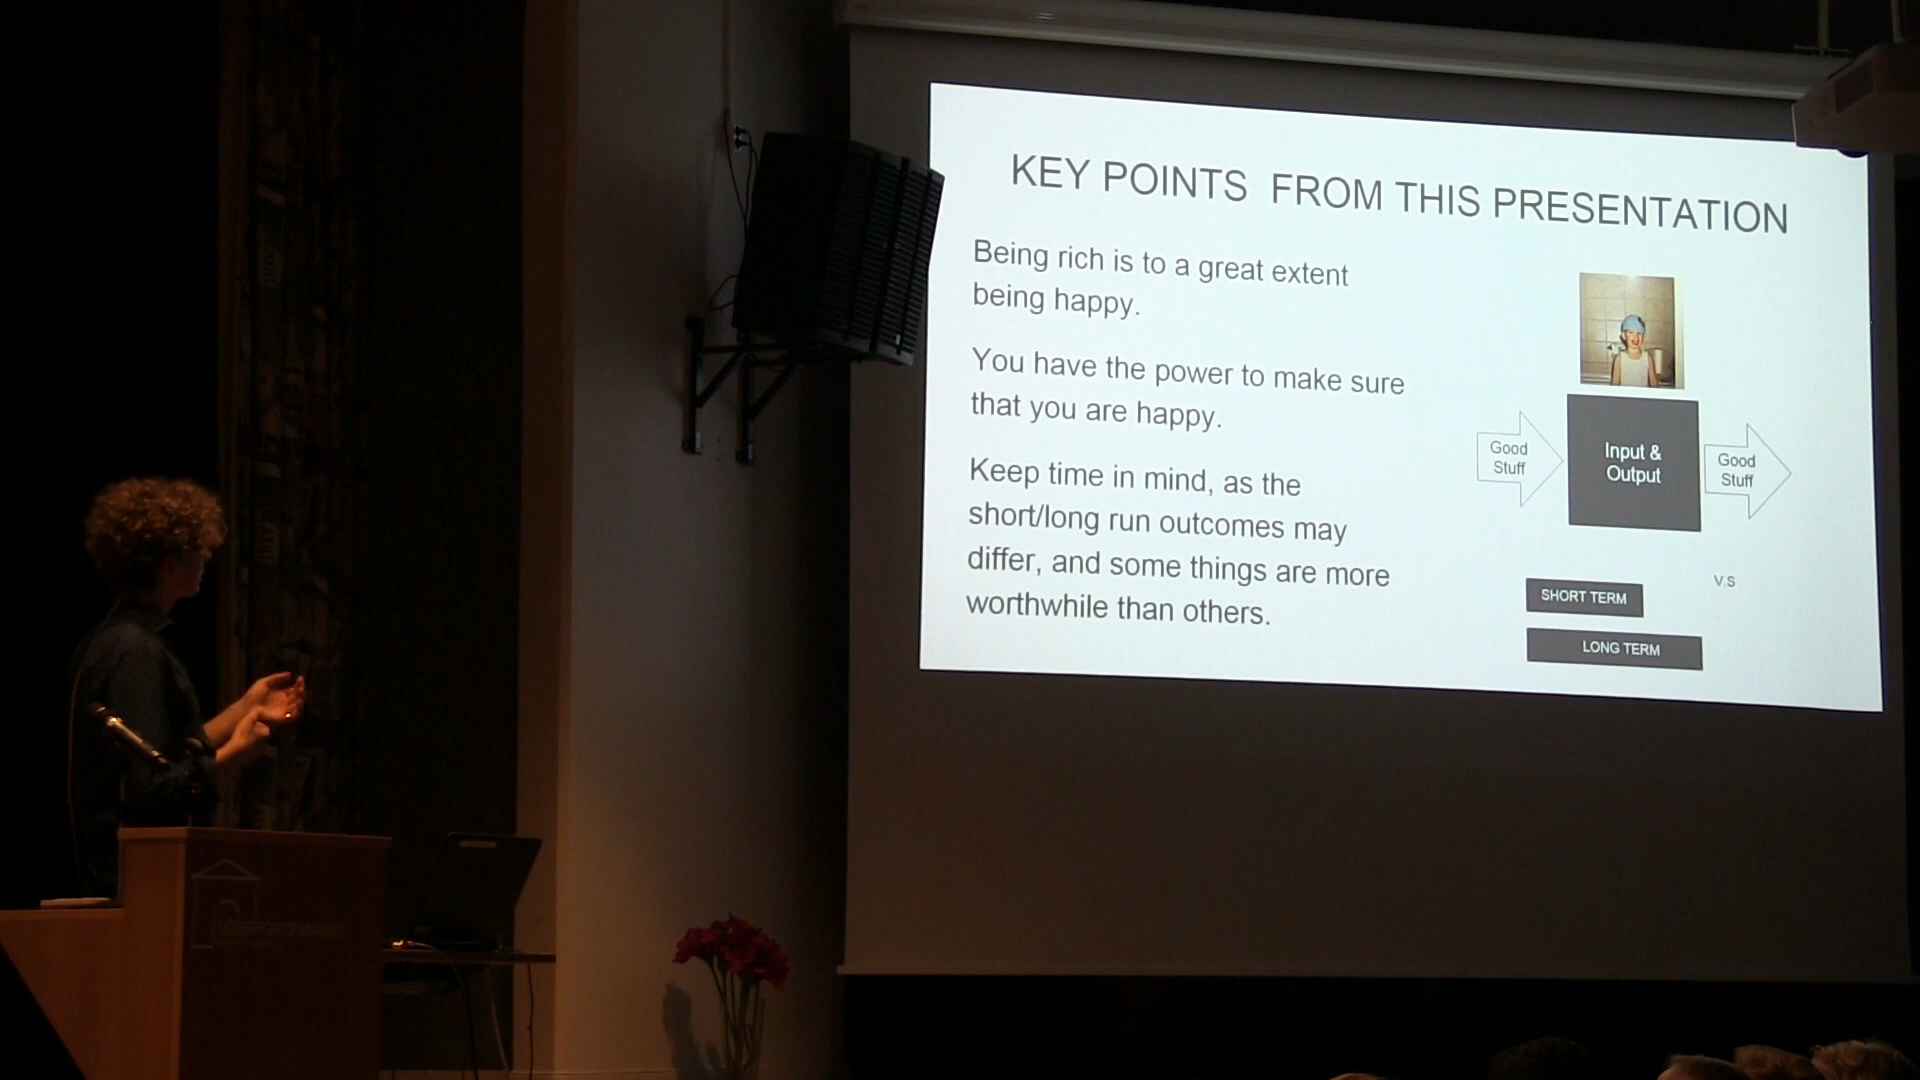 KEY POINTS FROM THIS PRESENTATION
Being rich is to a great extent
being happy.
You have the power to make sure
that you are happy.
Keep time in mind, as the
short/long run outcomes may
differ, and some things are more
worthwhile than others.
Good
Stuff
Input &
Output
Good
Stuff
V.S
SHORT TERM
LONG TERM